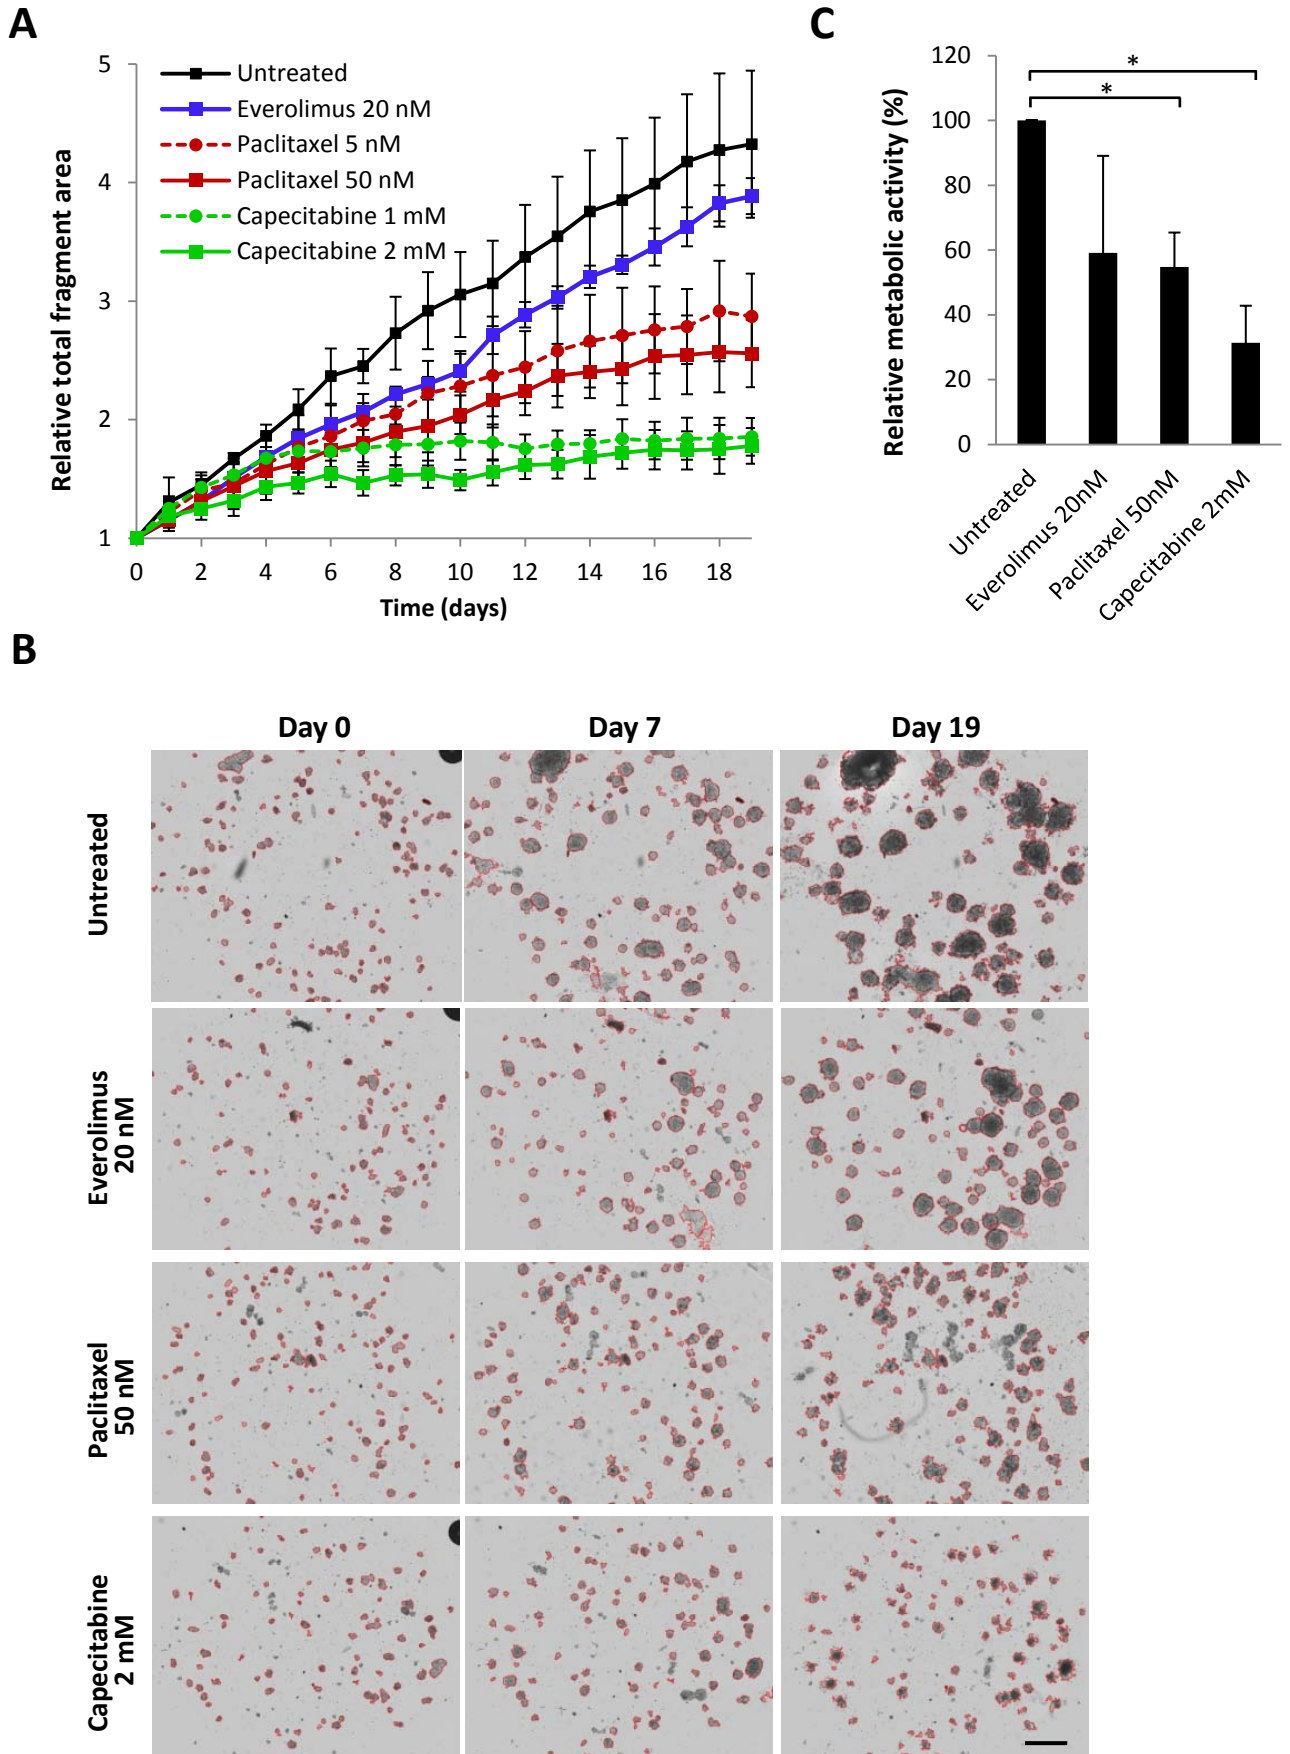 A
Relative total fragment area
5
4
3
2
1
Untreated
Everolimus 20 nM
Paclitaxel 5 nM
Paclitaxel 50 nM
Capecitabine 1 mM
Capecitabine 2 mM
0 2 4 6 8 10 12 14 16 18
Time (days)
C
Relative metabolic activity (%)
120
100
80
60
40
20
0
*
*
Untreated
Everolimus 20nM
Paclitaxel 50nM
Capecitabine 2mM
B
Day 0 Day 7 Day 19
Untreated
Everolimus
20 nM
Paclitaxel
50 nM
Capecitabine
2 mM